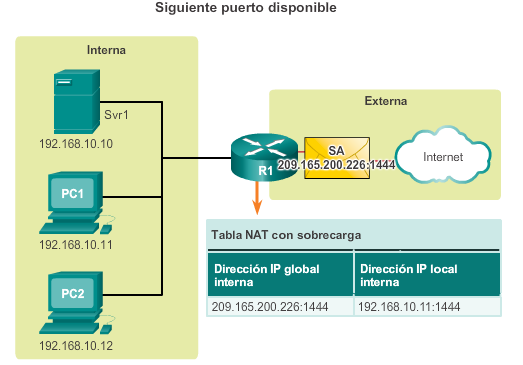 Siguiente puerto disponible
Interna
Svr1
192.168.10.10
PC1
192.168.10.11
PC2
192.168.10.12
Externa
R1
SA
209.165.200.226:1444
Internet
Tabla NAT con sobrecarga
Dirección IP global interna
Dirección IP local interna
209.165.200.226:1444
192.168.10.11:1444